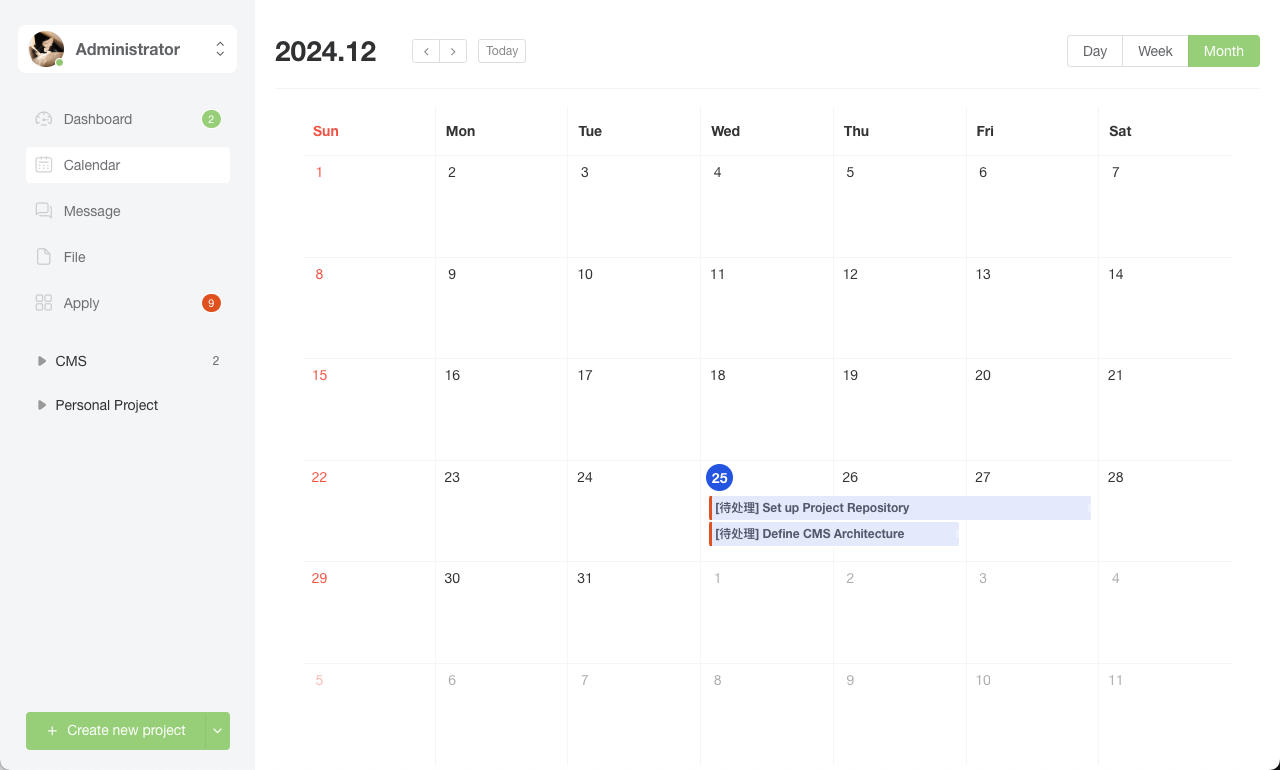 Administrator
Dashboard
2
Calendar
Message
File
Apply
9
CMS
2
Personal Project
Create new project
2024.12
Today
Day
Week
Month
Sun Mon Tue Wed Thu Fri Sat
1 2 3 4 5 6 7
8 9 10 11 12 13 14
15 16 17 18 19 20 21
22 23 24 25 26 27 28
[待处理] Set up Project Repository
[待处理] Define CMS Architecture
29 30 31 1 2 3 4
5 6 7 8 9 10 11